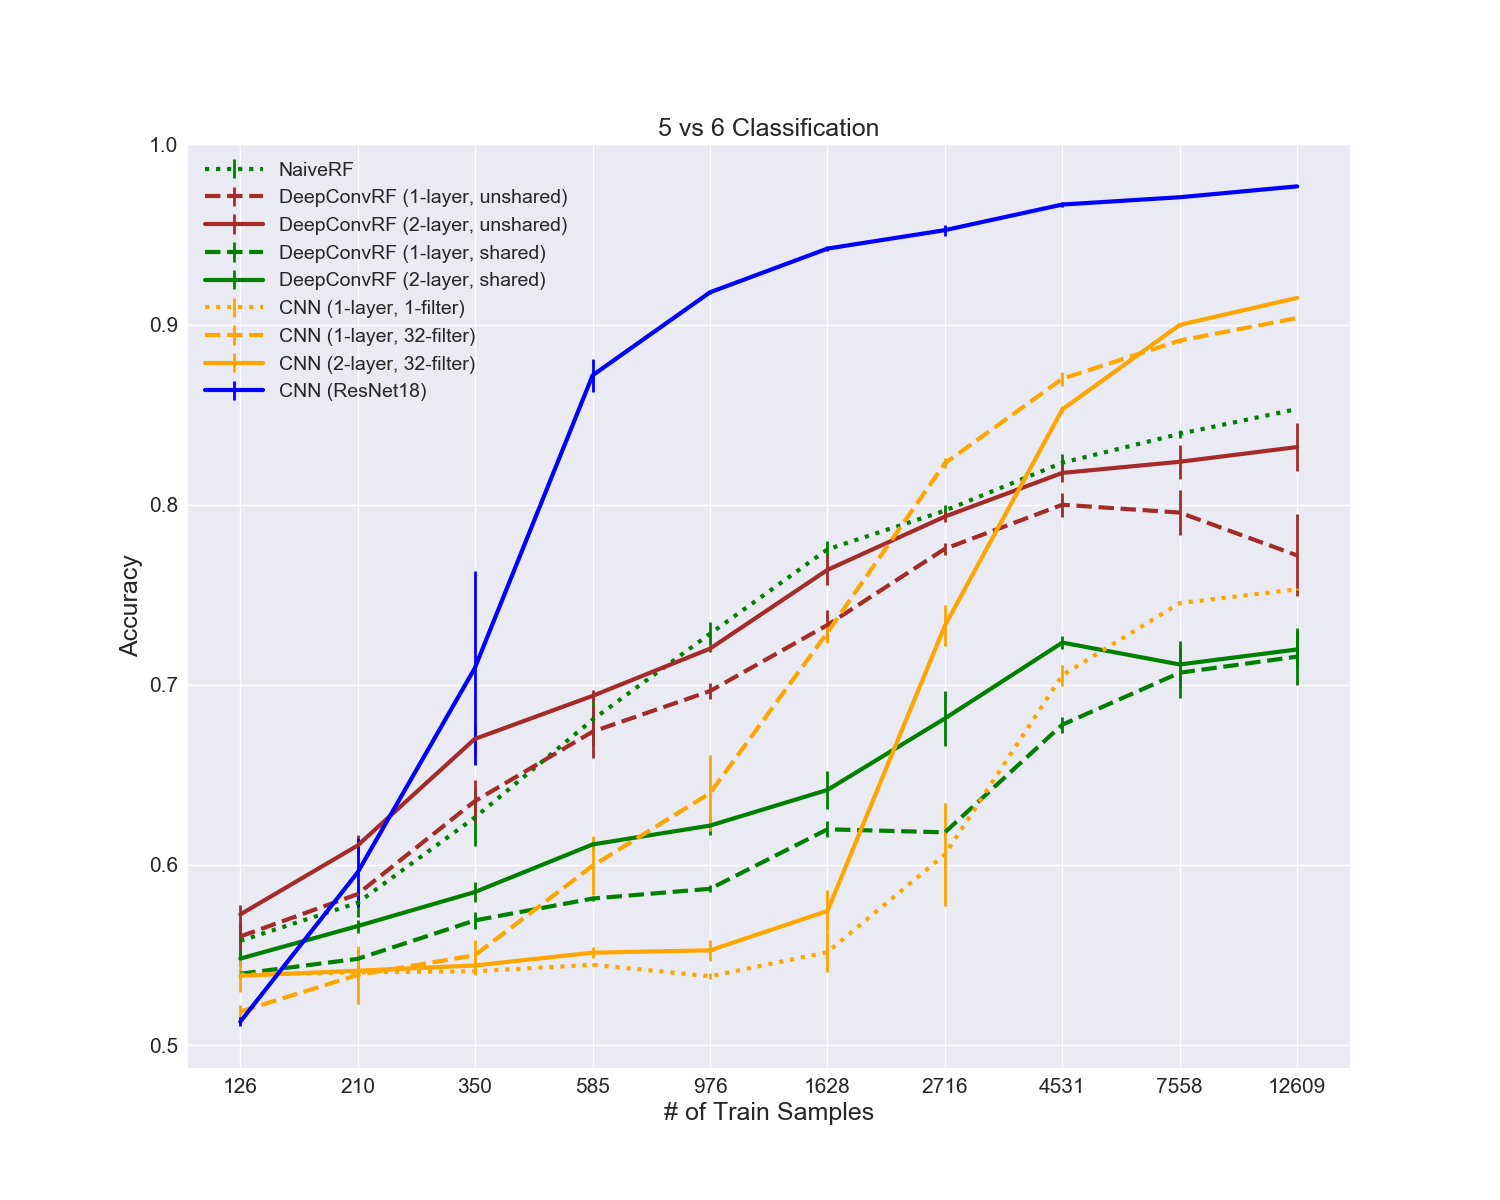 5 vs 6 Classification
1.0
0.9
0.8
0.7
0.6
0.5
Accuracy
NaiveRF
DeepConvRF (1-layer, unshared)
DeepConvRF (2-layer, unshared)
DeepConvRF (1-layer, shared)
DeepConvRF (2-layer, shared)
CNN (1-layer, 1-filter)
CNN (1-layer, 32-filter)
CNN (2-layer, 32-filter)
CNN (ResNet18)
126 210 350 585 976 1628 2716 4531 7558 12609
# of Train Samples